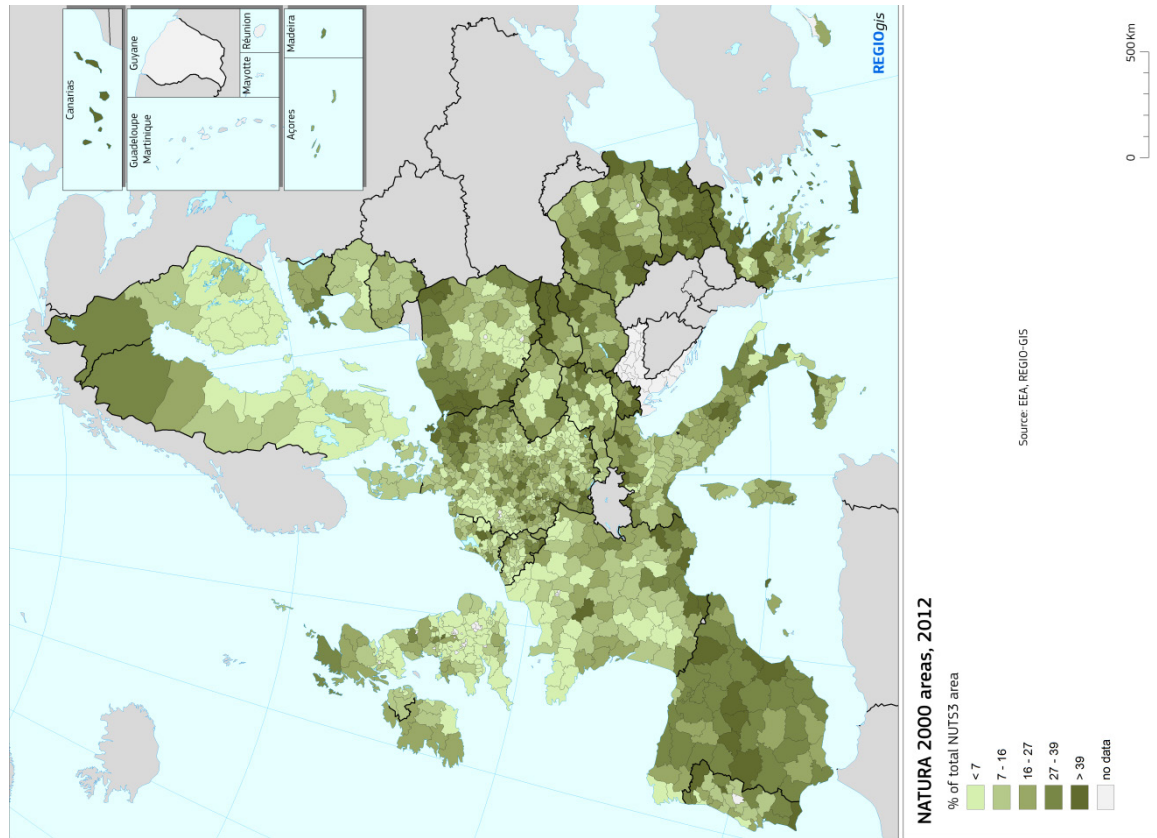 Canarias
Guadeloupe
Martinique
Guyane
Mayotte
Réunion
Açores
Madeira
REGIOgis
NATURA 2000 areas, 2012
% of total NUTS3 area
< 7
7 - 16
16 - 27
27 - 39
> 39
no data
Source: EEA, REGIO-GIS
0
500 Km